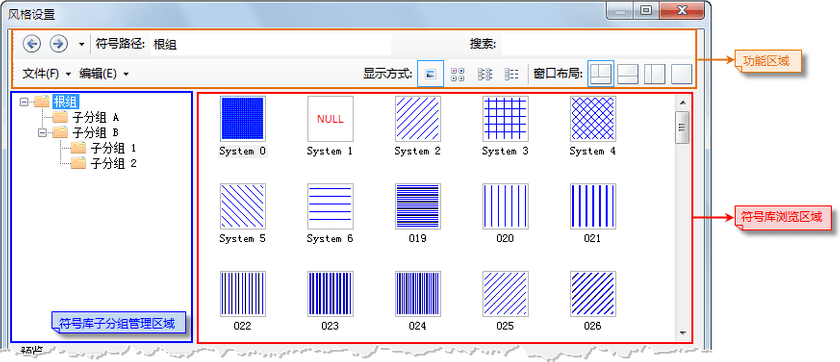 风格设置
符号路径: 根组 搜索:
文件(F) 编辑(E) 显示方式: 窗口布局:
功能区域
根组
子分组 A
子分组 B
子分组 1
子分组 2
符号库子分组管理区域
NULL
System 0 System 1 System 2 System 3 System 4
System 5 System 6 019 020 021
022 023 024 025 026
符号库浏览区域